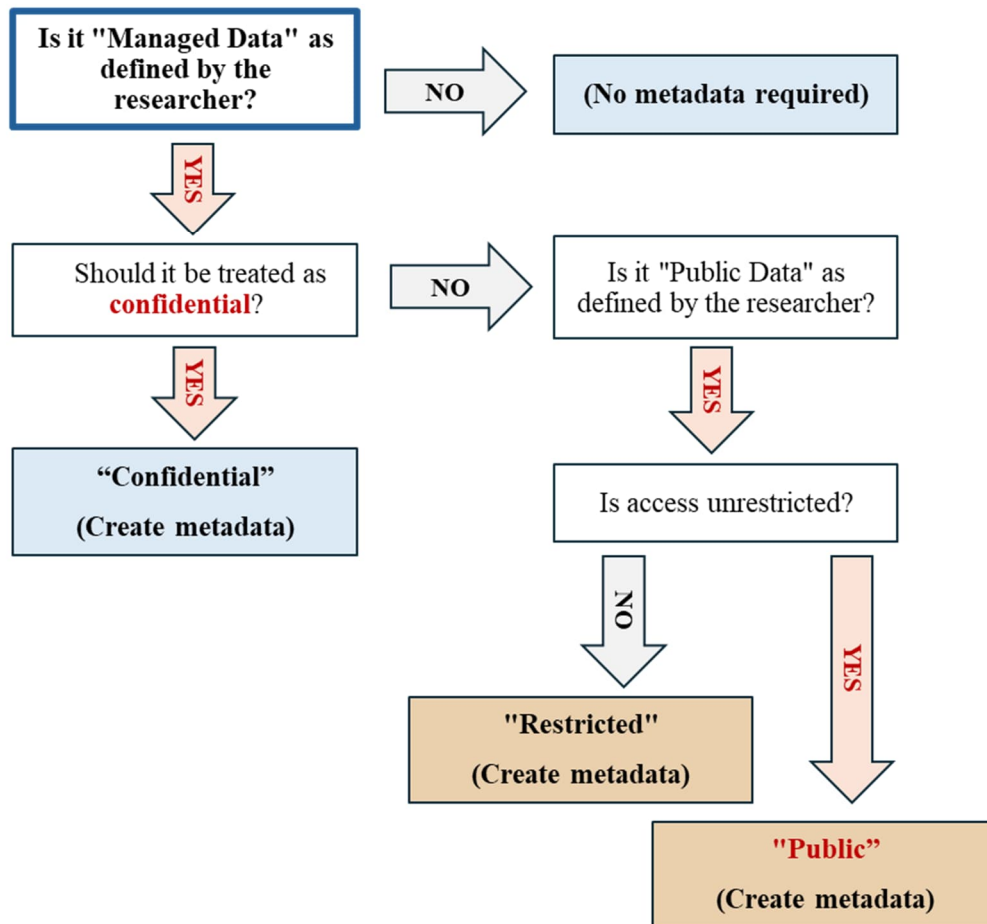 Is it "Managed Data" as
defined by the
researcher?
NO
(No metadata required)
YES
Should it be treated as
confidential?
NO
Is it "Public Data" as
defined by the researcher?
YES
YES
“Confidential”
(Create metadata)
Is access unrestricted?
NO
YES
"Restricted"
(Create metadata)
"Public”
(Create metadata)